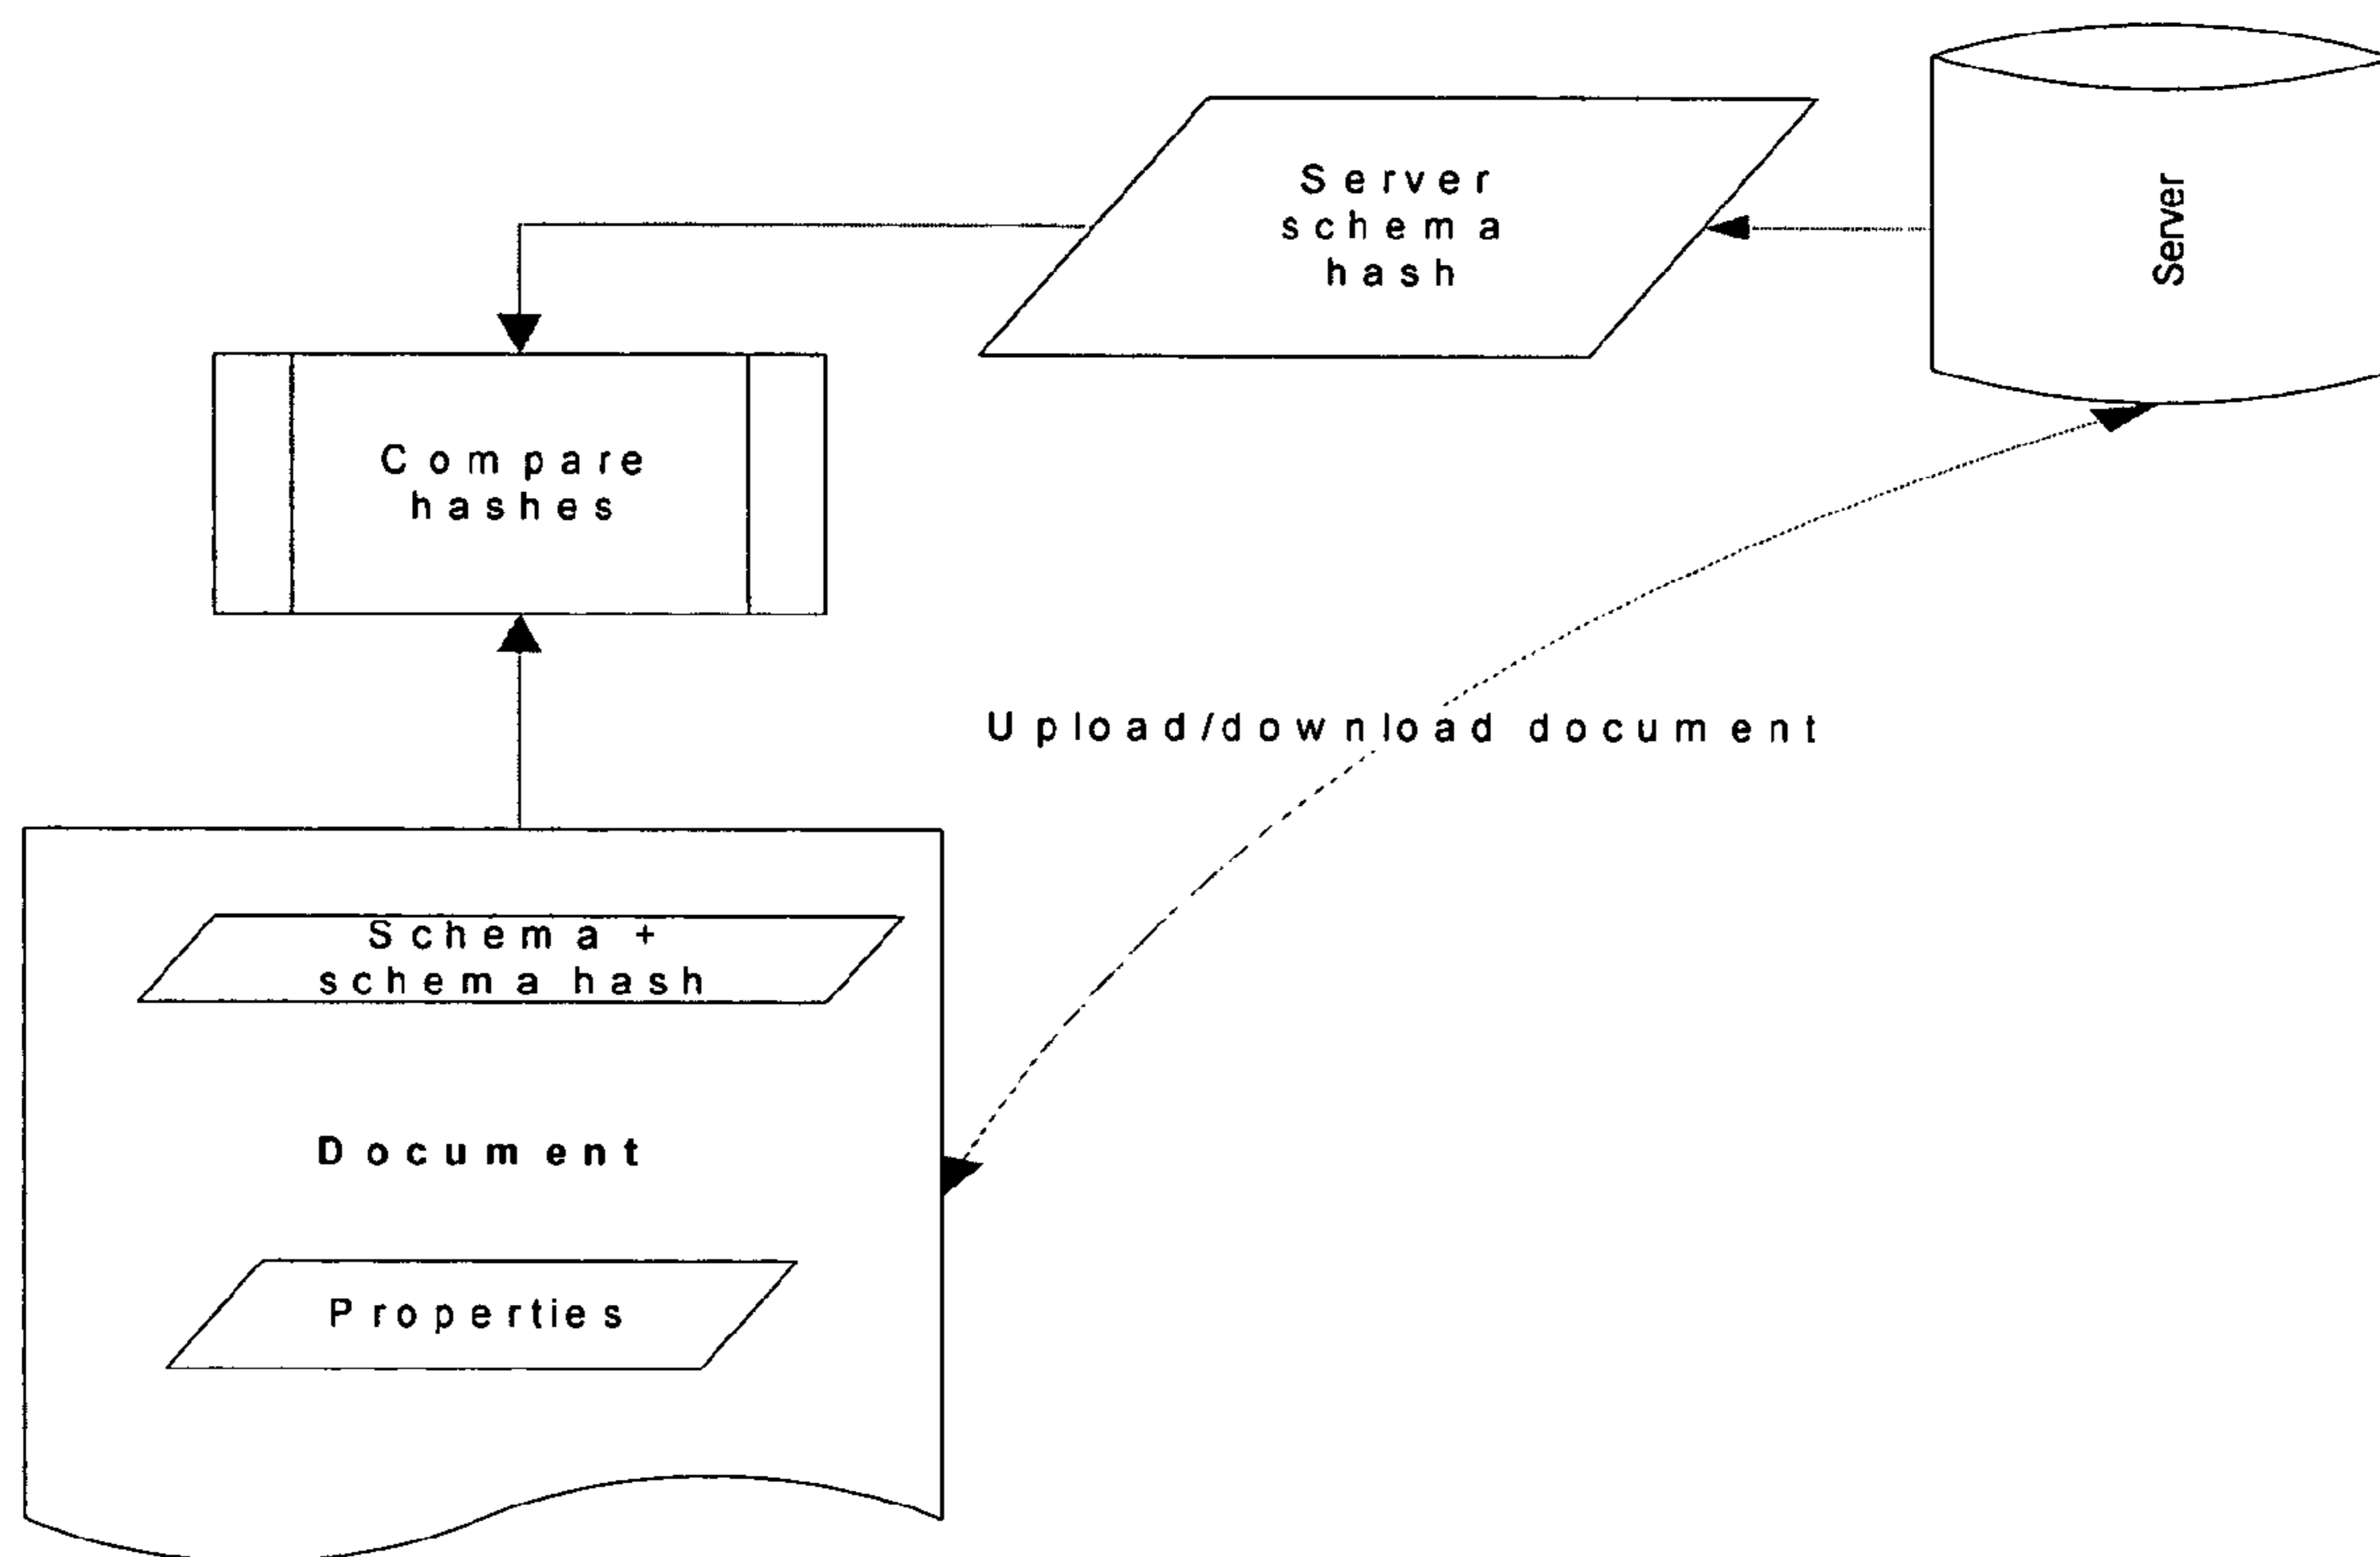 Server
schema
hash
Server
Compare
hashes
Upload/download document
Schema +
schema hash
Document
Properties